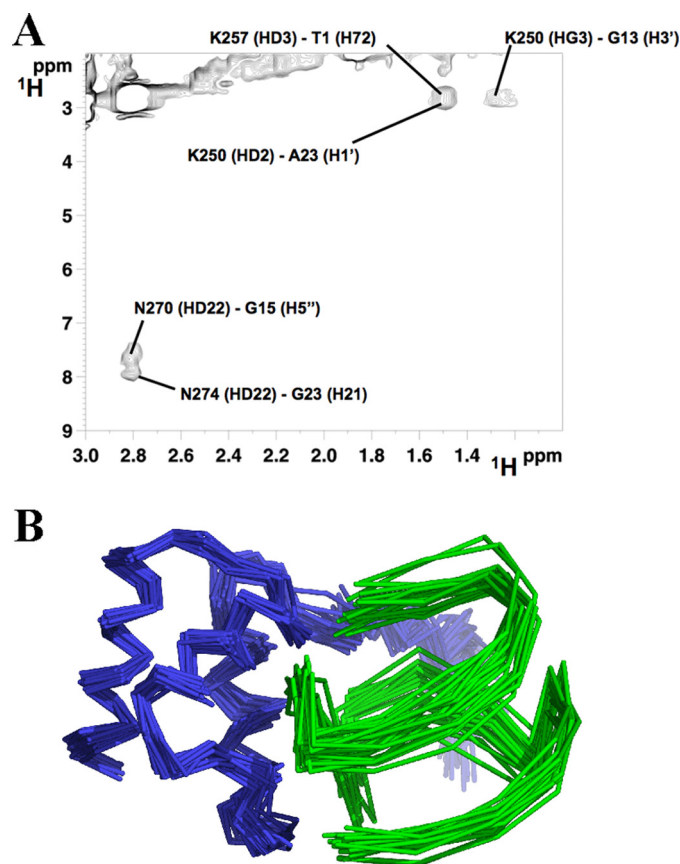 A
K257 (HD3) - T1 (H72)
K250 (HG3) - G13 (H3')
ppm
¹H
3
K250 (HD2) - A23 (H1')
4
5
6
N270 (HD22) - G15 (H5")
7
8
N274 (HD22) - G23 (H21)
9
3.0 2.8 2.6 2.4 2.2 2.0 1.8 1.6 1.4 ¹H ppm
B